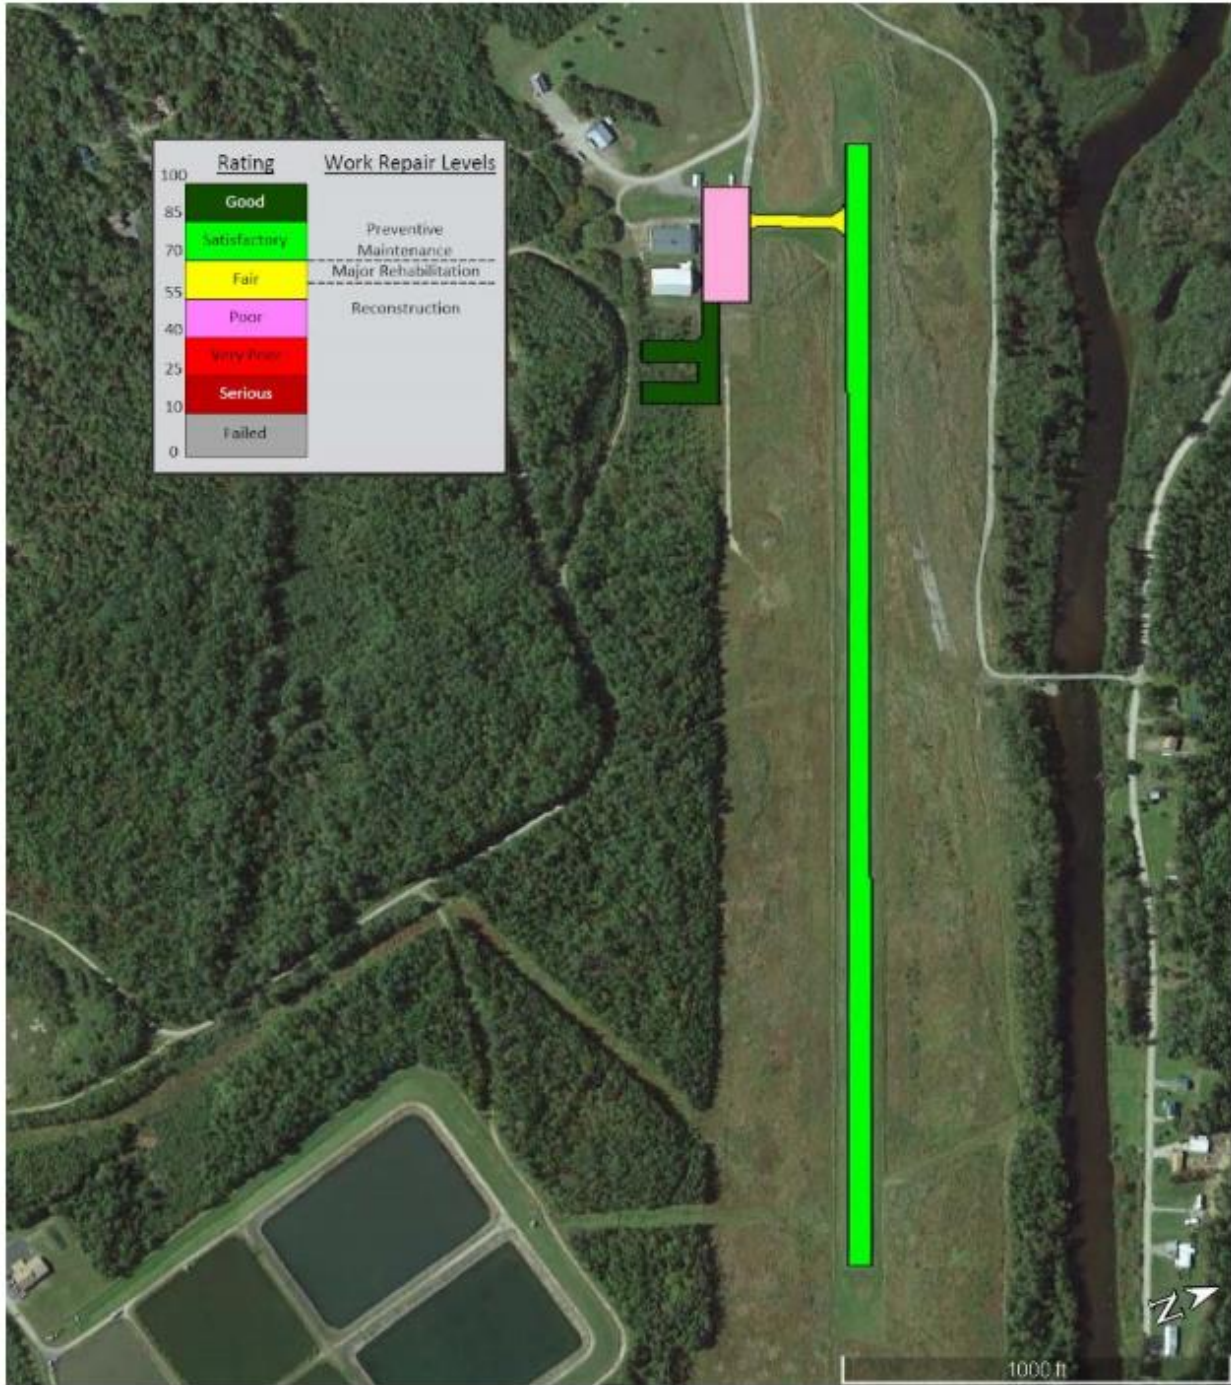 Rating Work Repair Levels
100
Good
85
Satisfactory
Preventive
Maintenance
70
Major Rehabilitation
Fair
55
Reconstruction
Poor
40
Very Poor
25
Serious
10
Failed
0
N
1000 ft